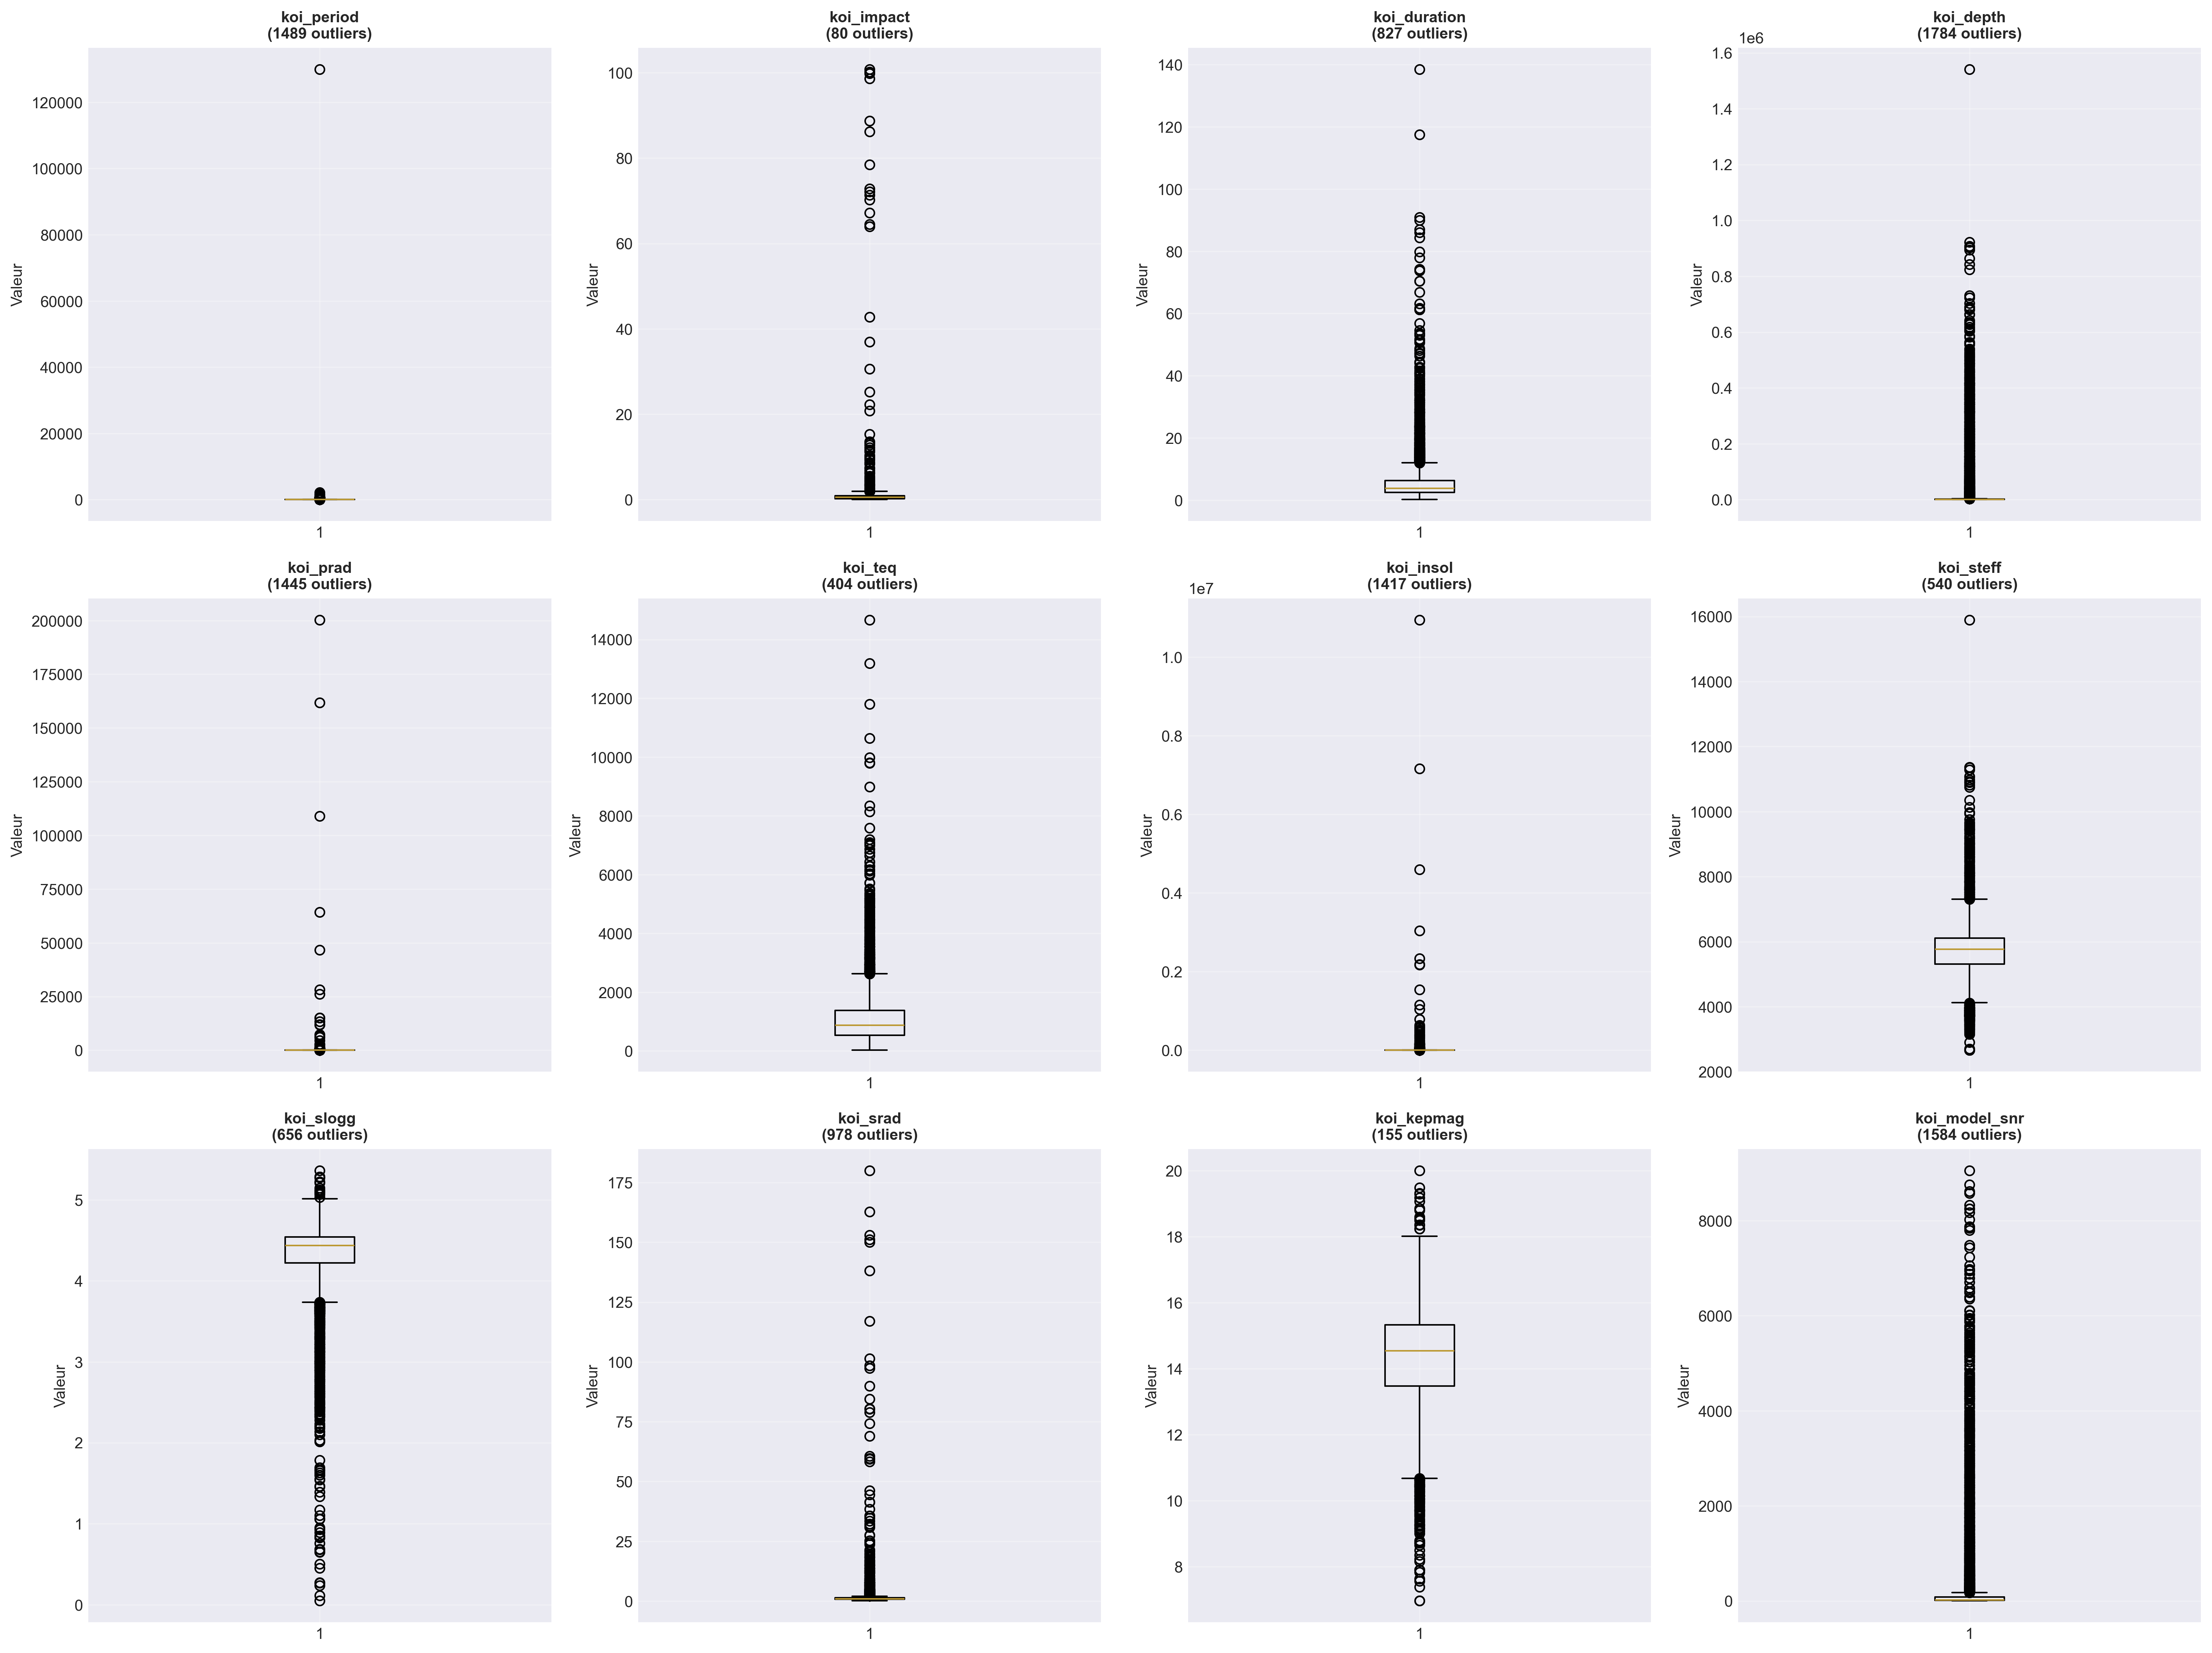 koi_period
(1489 outliers)
koi_impact
(80 outliers)
koi_duration
(827 outliers)
koi_depth
(1784 outliers)
Valeur
120000
100000
80000
60000
40000
20000
0
1
Valeur
100
80
60
40
20
0
1
Valeur
140
120
100
80
60
40
20
0
1
1e6
Valeur
1.6
1.4
1.2
1.0
0.8
0.6
0.4
0.2
0.0
1
koi_prad
(1445 outliers)
koi_teq
(404 outliers)
koi_insol
(1417 outliers)
koi_steff
(540 outliers)
Valeur
200000
175000
150000
125000
100000
75000
50000
25000
0
1
Valeur
14000
12000
10000
8000
6000
4000
2000
0
1
1e7
Valeur
1.0
0.8
0.6
0.4
0.2
0.0
1
Valeur
16000
14000
12000
10000
8000
6000
4000
2000
1
koi_slogg
(656 outliers)
koi_srad
(978 outliers)
koi_kepmag
(155 outliers)
koi_model_snr
(1584 outliers)
Valeur
5
4
3
2
1
0
1
Valeur
175
150
125
100
75
50
25
0
1
Valeur
20
18
16
14
12
10
8
1
Valeur
8000
6000
4000
2000
0
1